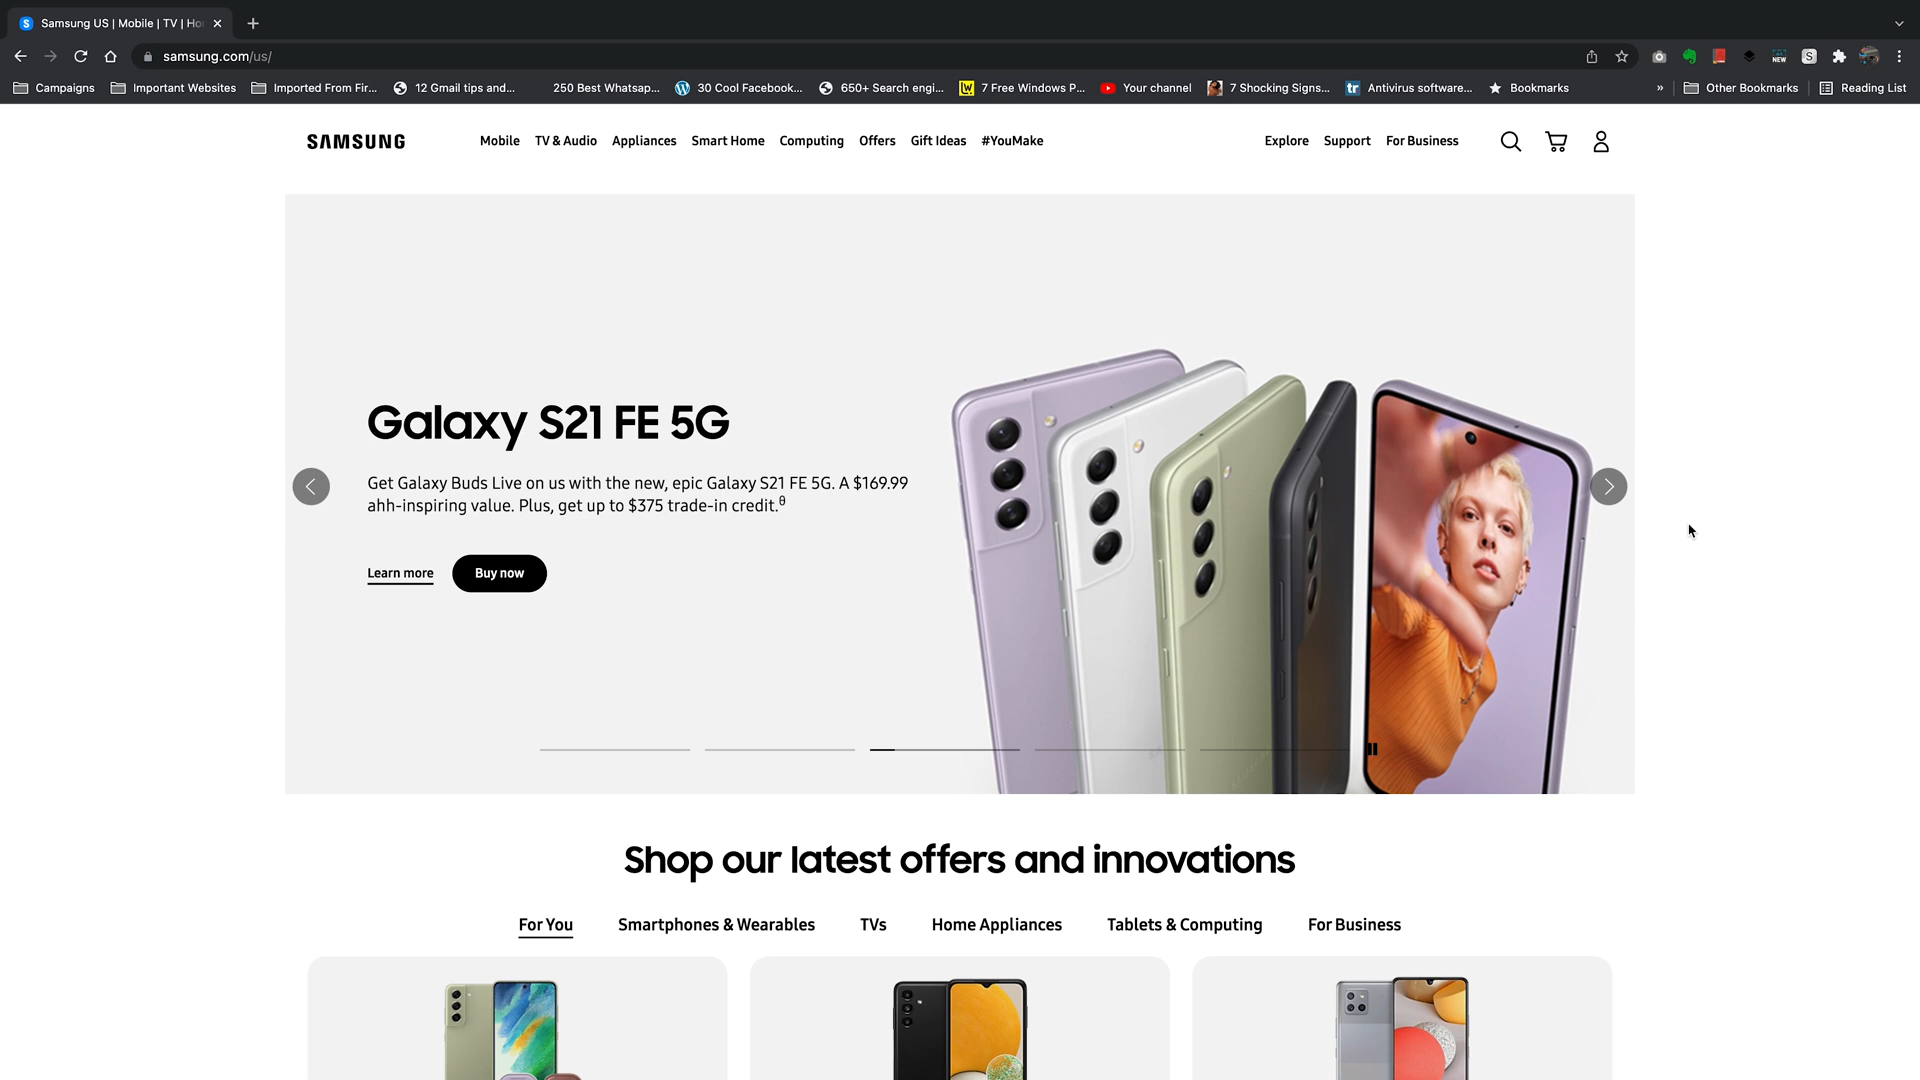 Samsung US | Mobile | TV | Ho
samsung.com/us/
Campaigns
Important Websites
Imported From Fir...
12 Gmail tips and...
250 Best Whatsap...
30 Cool Facebook...
650+ Search engi...
7 Free Windows P...
Your channel
7 Shocking Signs...
Antivirus software...
Bookmarks
»
Other Bookmarks
Reading List
SAMSUNG
Mobile
TV & Audio
Appliances
Smart Home
Computing
Offers
Gift Ideas
#YouMake
Explore
Support
For Business
Galaxy S21 FE 5G
Get Galaxy Buds Live on us with the new, epic Galaxy S21 FE 5G. A $169.99
ahh-inspiring value. Plus, get up to $375 trade-in credit.θ
Learn more
Buy now
Shop our latest offers and innovations
For You
Smartphones & Wearables
TVs
Home Appliances
Tablets & Computing
For Business